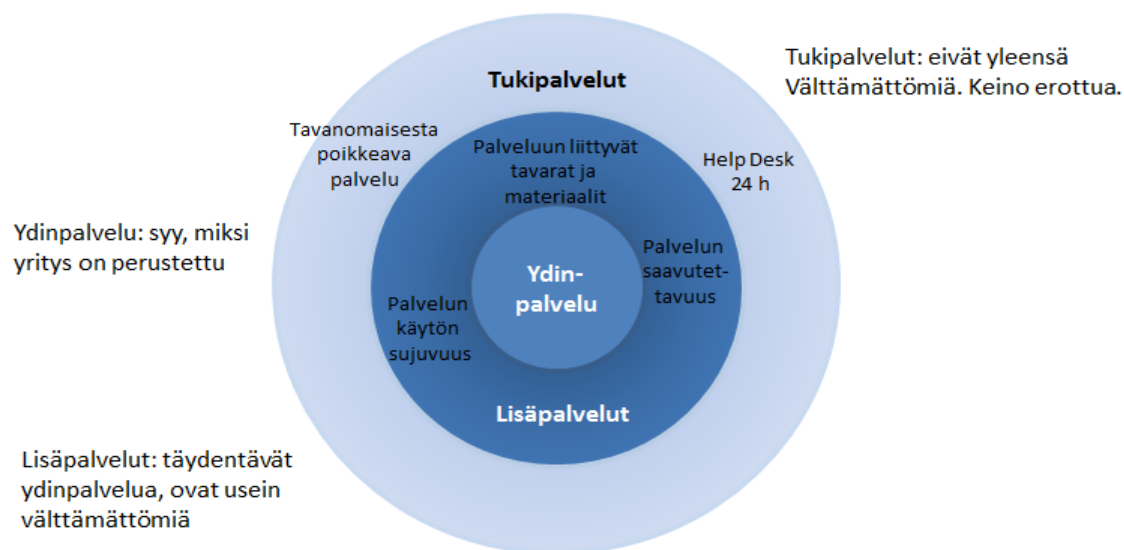 Tukipalvelut: eivät yleensä
Välttämättömiä. Keino erottua.
Tukipalvelut
Tavanomaisesta
poikkeava
palvelu
Palveluun liittyvät
tavarat ja
materiaalit
Help Desk
24 h
Ydinpalvelu: syy, miksi
yritys on perustettu
Ydin-
palvelu
Palvelun
saavutet-
tavuus
Palvelun
käytön
sujuvuus
Lisäpalvelut
Lisäpalvelut: täydentävät
ydinpalvelua, ovat usein
välttämättömiä